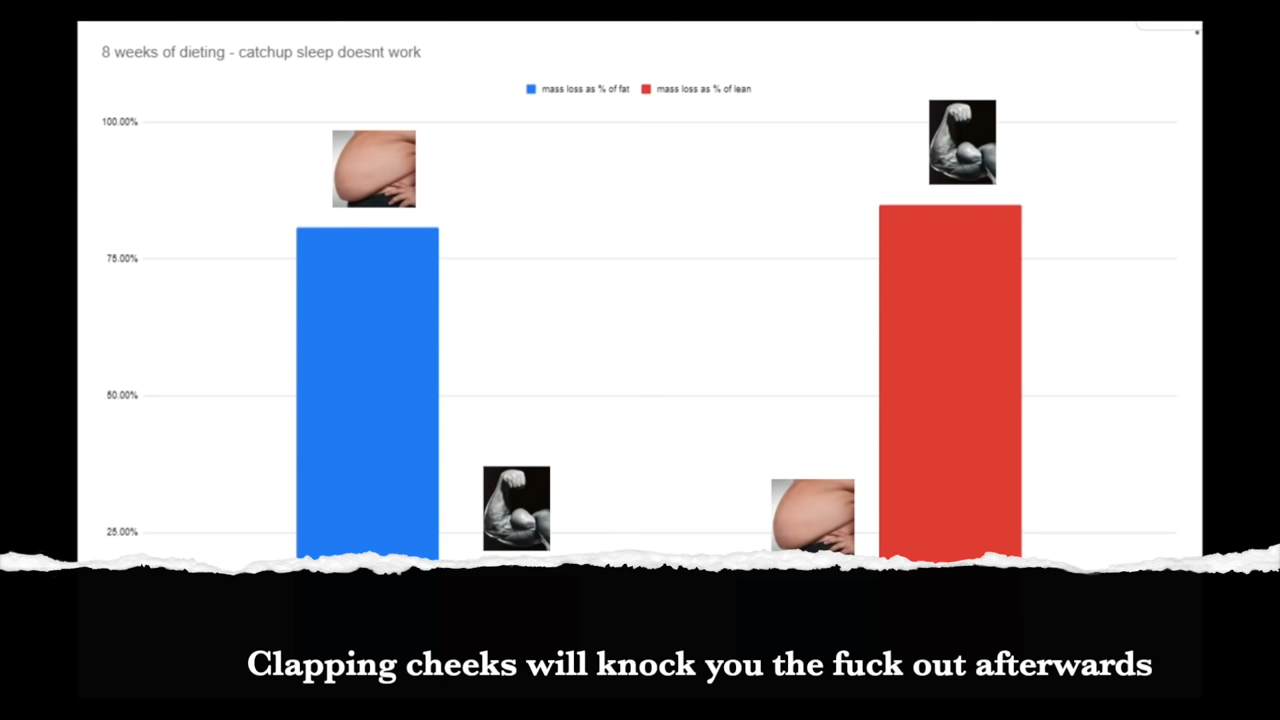 8 weeks of dieting - catchup sleep doesnt work
mass loss as % of fat mass loss as % of lean
100.00%
75.00%
50.00%
25.00%
Clapping cheeks will knock you the fuck out afterwards